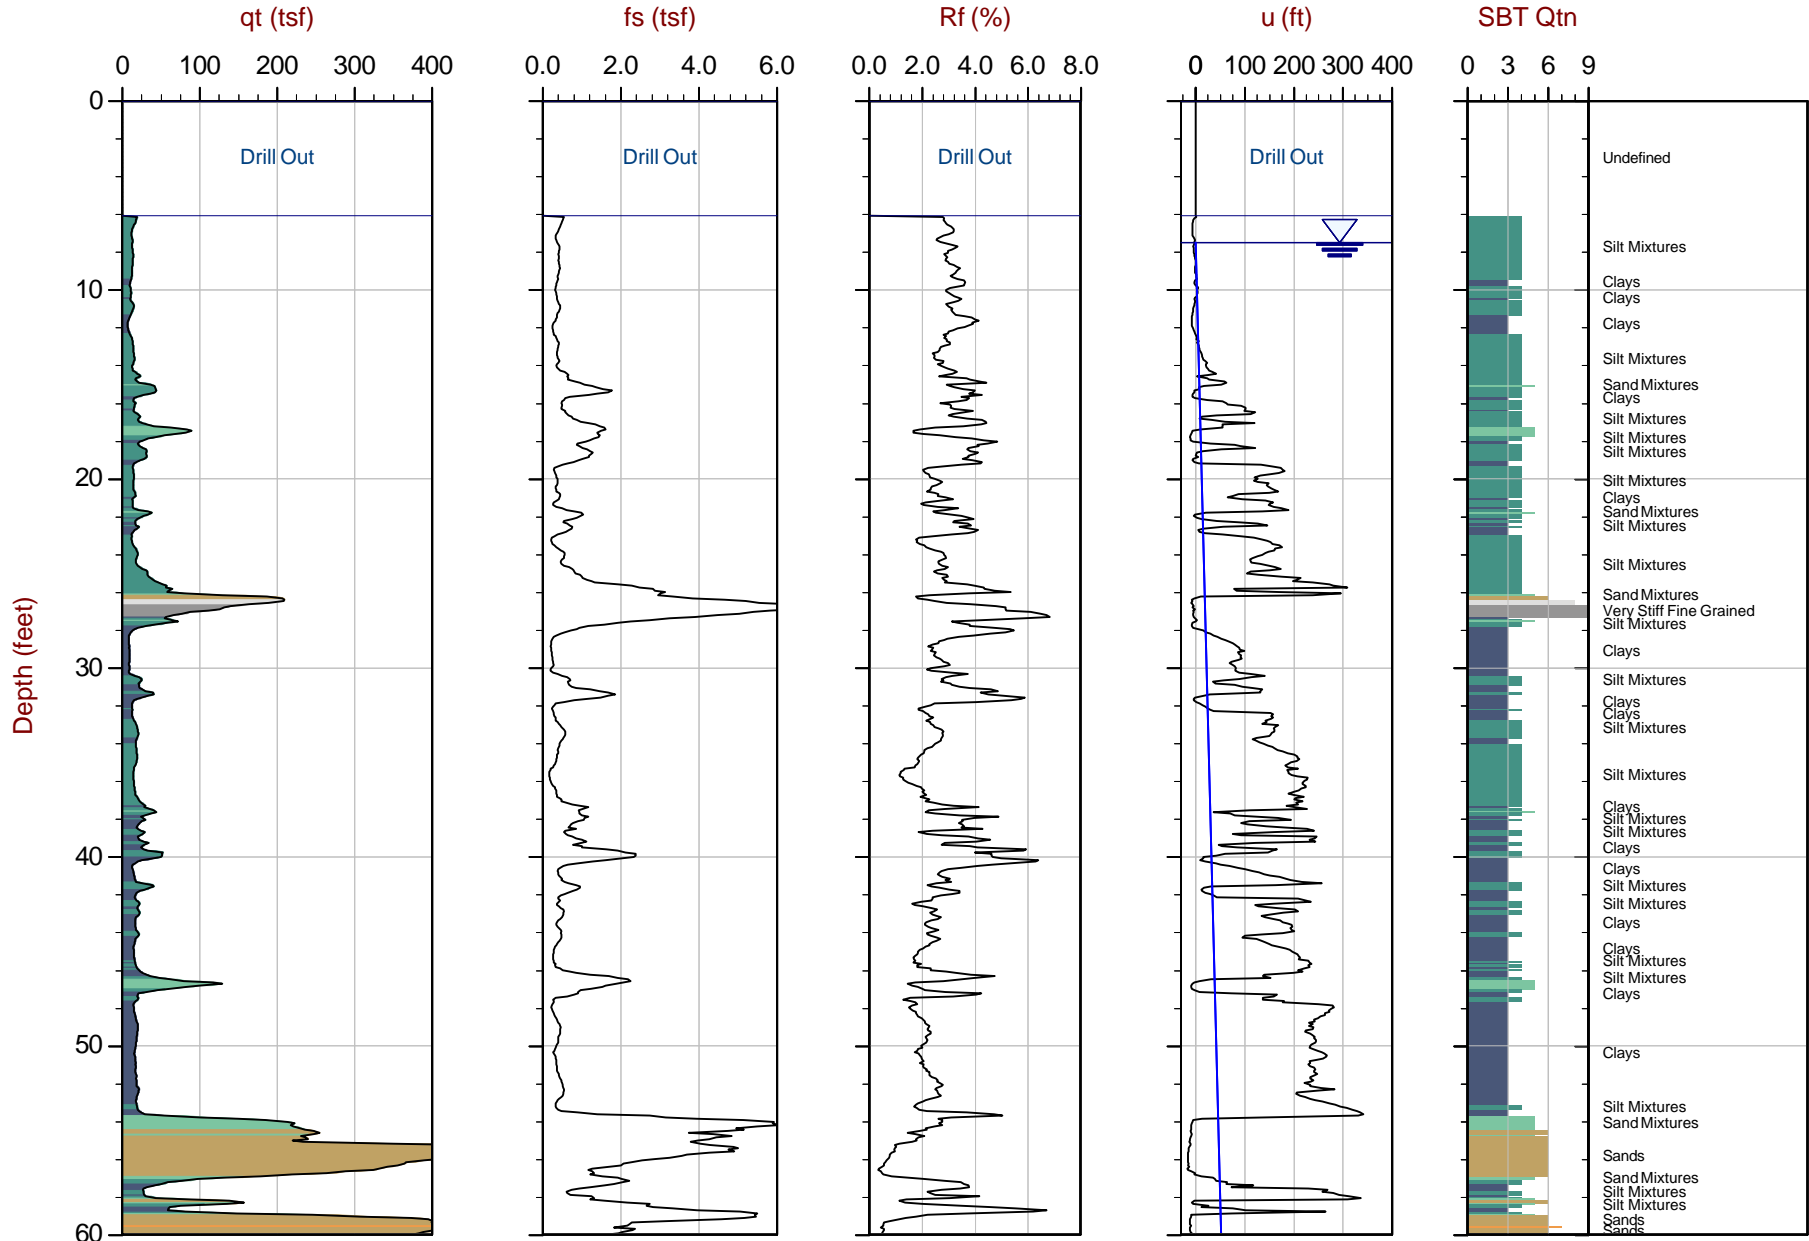 qt (tsf) fs (tsf) Rf (%) u (ft) SBT Qtn
0 100 200 300 400 0.0 2.0 4.0 6.0 0.0 2.0 4.0 6.0 8.0 0 100 200 300 400 0 3 6 9
0
Drill Out Drill Out Drill Out Drill Out Undefined
Silt Mixtures
Clays
10
Clays
Clays
Silt Mixtures
Sand Mixtures
Clays
Silt Mixtures
Silt Mixtures
Silt Mixtures
20
Silt Mixtures
Clays
Sand Mixtures
Silt Mixtures
Silt Mixtures
Sand Mixtures
Very Stiff Fine Grained
Silt Mixtures
Clays
Depth (feet)
30
Silt Mixtures
Clays
Clays
Silt Mixtures
Silt Mixtures
Clays
Silt Mixtures
Silt Mixtures
Clays
40
Clays
Silt Mixtures
Silt Mixtures
Clays
Clays
Silt Mixtures
Silt Mixtures
Clays
50
Clays
Silt Mixtures
Sand Mixtures
Sands
Sand Mixtures
Silt Mixtures
Silt Mixtures
Sands
Sands
60